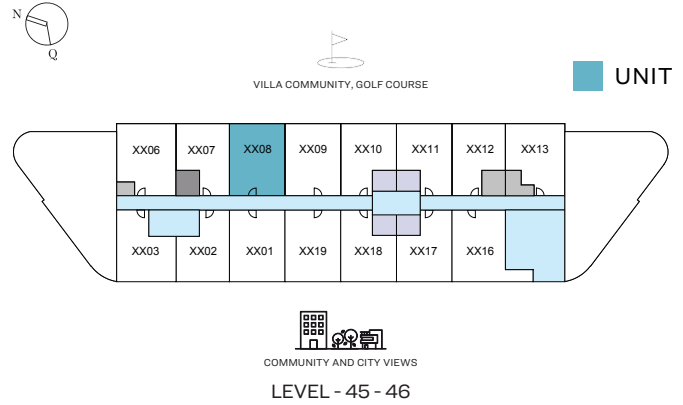 N
Q
VILLA COMMUNITY, GOLF COURSE
UNIT
XX06 XX07 XX08 XX09 XX10 XX11 XX12 XX13
XX03 XX02 XX01 XX19 XX18 XX17 XX16
COMMUNITY AND CITY VIEWS
LEVEL - 45 - 46